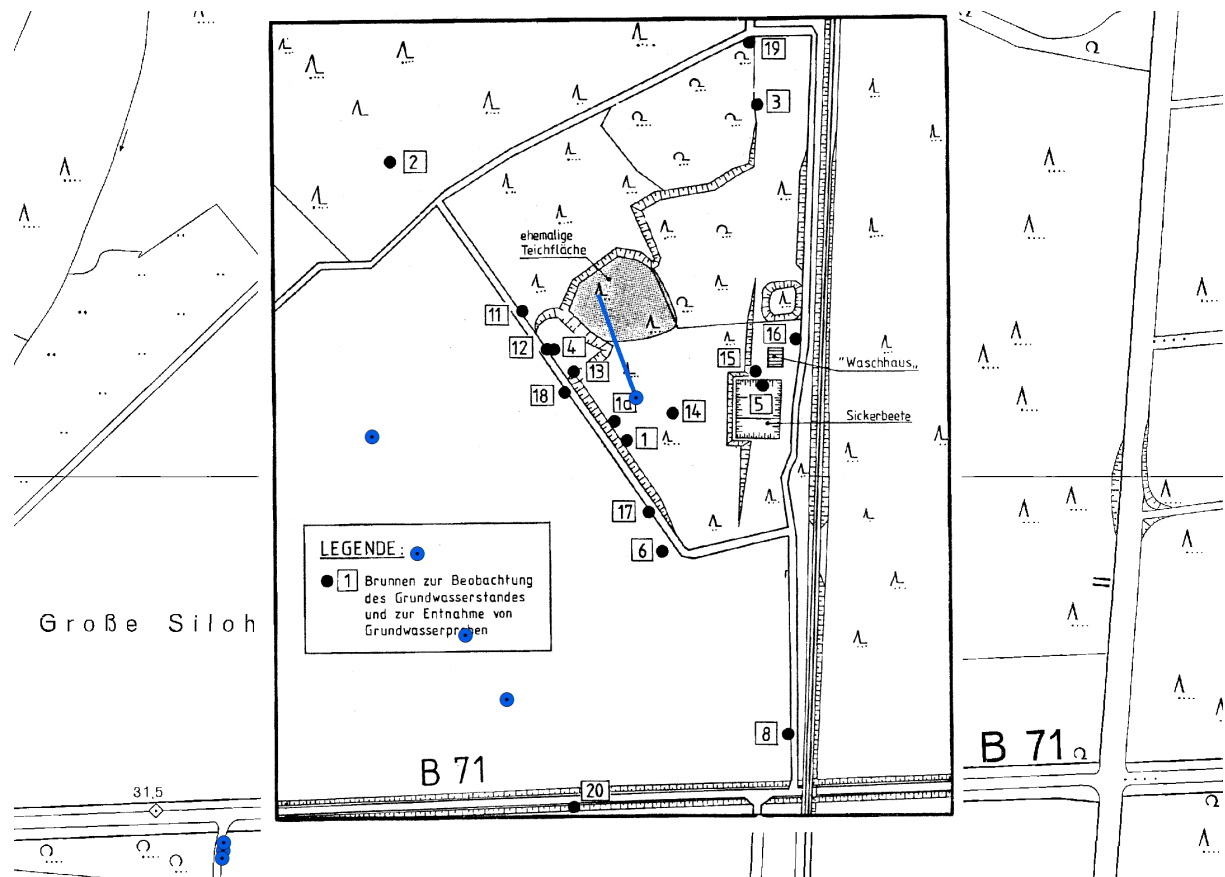 19
3
2
ehemalige
Teichfläche
11
16
12
4
15
"Waschhaus"
13
18
5
1d
14
Sickerbeete
1
17
LEGENDE:
6
1 Brunnen zur Beobachtung
des Grundwasserstandes
und zur Entnahme von
Grundwasserproben
Große Siloh
8
B 71
B 71
31,5
20